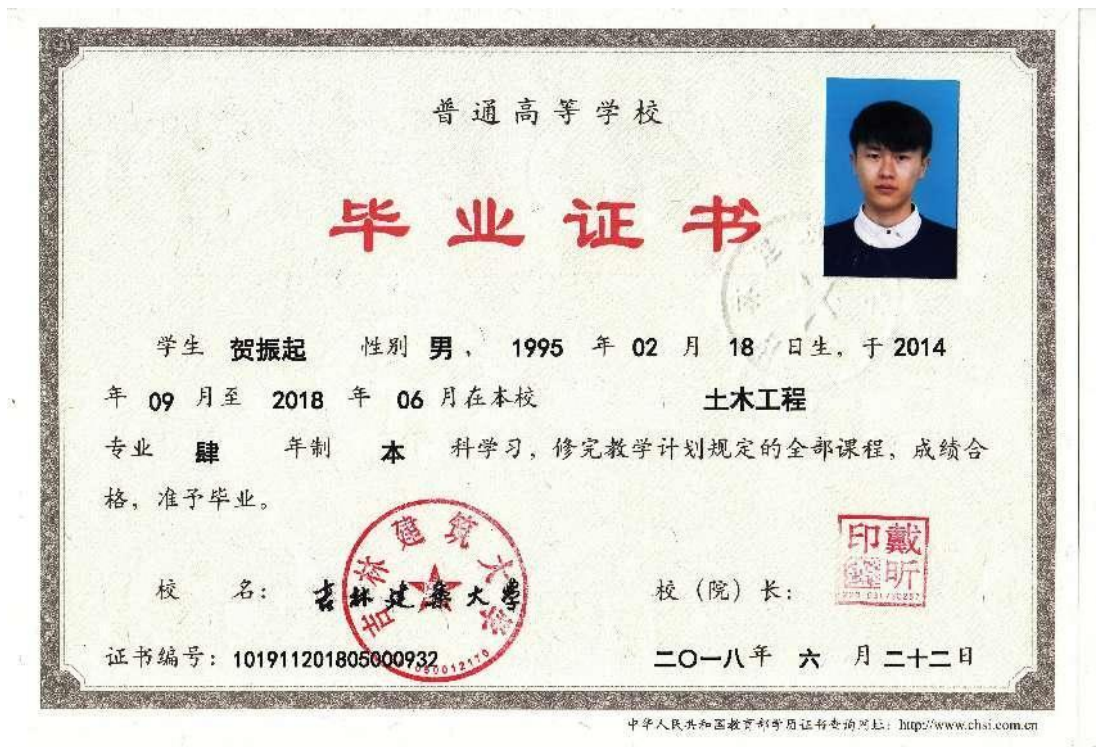 普通高等学校
毕业证书
学生 贺振起 性别 男，1995 年 02 月 18 日生，于 2014
年 09 月至 2018 年 06 月在本校 土木工程
专业 肆 年制 本 科学习，修完教学计划规定的全部课程，成绩合
格，准予毕业。
吉林建筑大学
印戴昕
校 名：吉林建筑大学 校（院）长：
证书编号：101911201805000932 二〇一八年 六 月二十二日
中华人民共和国教育部学历证书查询网址：http://www.chsi.com.cn